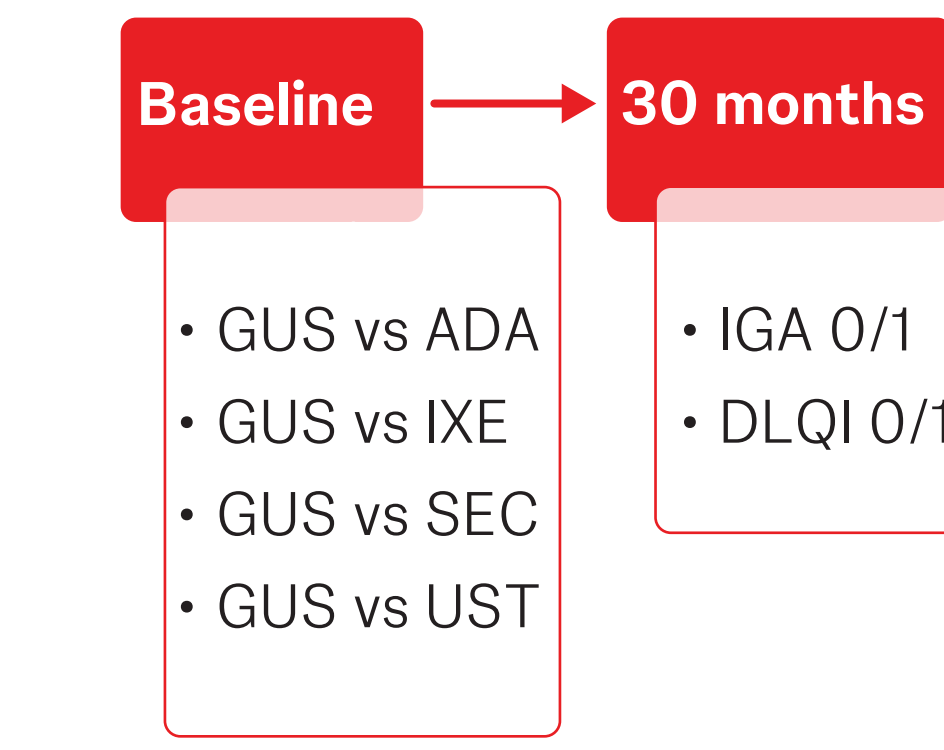 Baseline
30 months
• GUS vs ADA
• GUS vs IXE
• GUS vs SEC
• GUS vs UST
• IGA 0/1
• DLQI 0/1